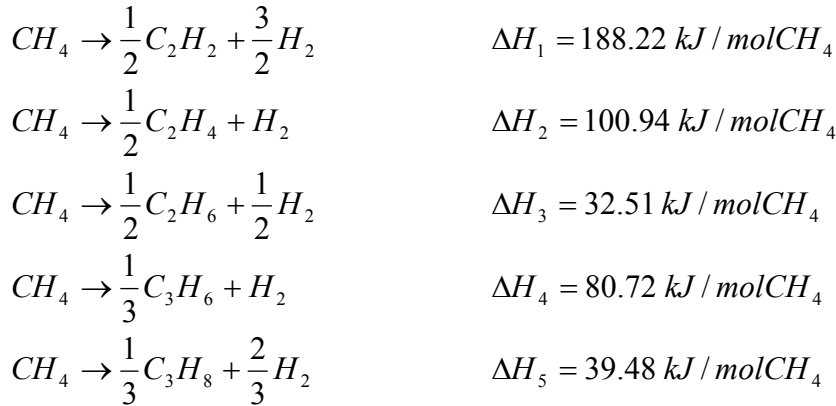 CH₄ → 1/2 C₂H₂ + 3/2 H₂ ΔH₁ = 188.22 kJ / molCH₄
CH₄ → 1/2 C₂H₄ + H₂ ΔH₂ = 100.94 kJ / molCH₄
CH₄ → 1/2 C₂H₆ + 1/2 H₂ ΔH₃ = 32.51 kJ / molCH₄
CH₄ → 1/3 C₃H₆ + H₂ ΔH₄ = 80.72 kJ / molCH₄
CH₄ → 1/3 C₃H₈ + 2/3 H₂ ΔH₅ = 39.48 kJ / molCH₄